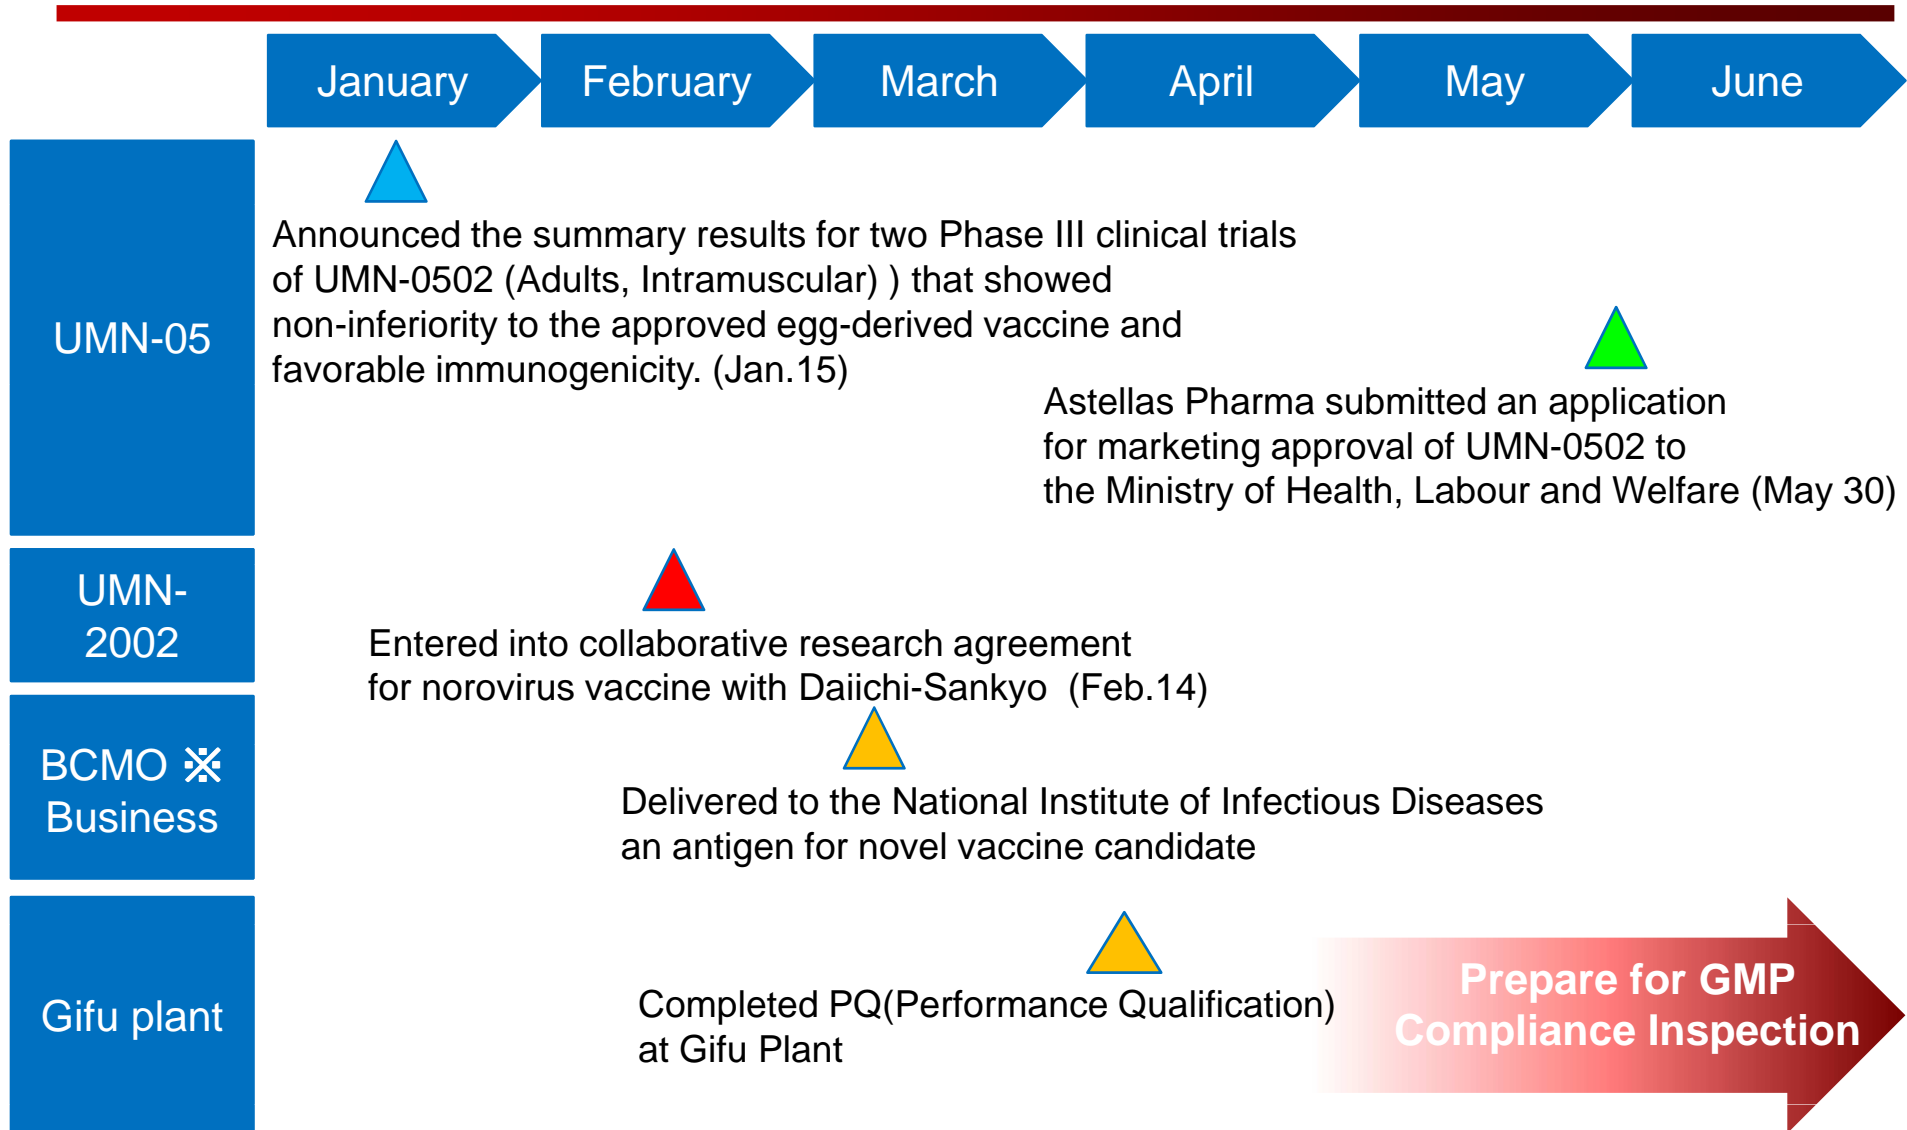 January
February
March
April
May
June
UMN-05
Announced the summary results for two Phase III clinical trials
of UMN-0502 (Adults, Intramuscular) ) that showed
non-inferiority to the approved egg-derived vaccine and
favorable immunogenicity. (Jan.15)
Astellas Pharma submitted an application
for marketing approval of UMN-0502 to
the Ministry of Health, Labour and Welfare (May 30)
UMN-
2002
Entered into collaborative research agreement
for norovirus vaccine with Daiichi-Sankyo  (Feb.14)
BCMO ※
Business
Delivered to the National Institute of Infectious Diseases
an antigen for novel vaccine candidate
Gifu plant
Completed PQ(Performance Qualification)
at Gifu Plant
Prepare for GMP
Compliance Inspection